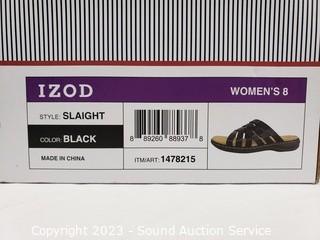 IZOD
WOMEN'S 8
STYLE: SLAIGHT
COLOR: BLACK
MADE IN CHINA
8 89260 88937 8
ITM/ART: 1478215
Copyright 2023 - Sound Auction Service